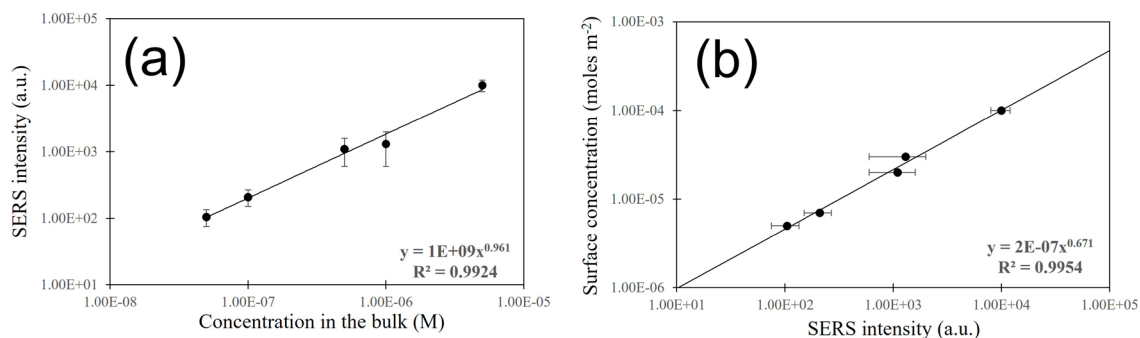 (a)
SERS intensity (a.u.)
1.00E+05
1.00E+04
1.00E+03
1.00E+02
1.00E+01
1.00E-08
1.00E-07
1.00E-06
1.00E-05
Concentration in the bulk (M)
y = 1E+09x^0.961
R² = 0.9924
(b)
Surface concentration (moles m-2)
1.00E-03
1.00E-04
1.00E-05
1.00E-06
1.00E+01
1.00E+02
1.00E+03
1.00E+04
1.00E+05
SERS intensity (a.u.)
y = 2E-07x^0.671
R² = 0.9954